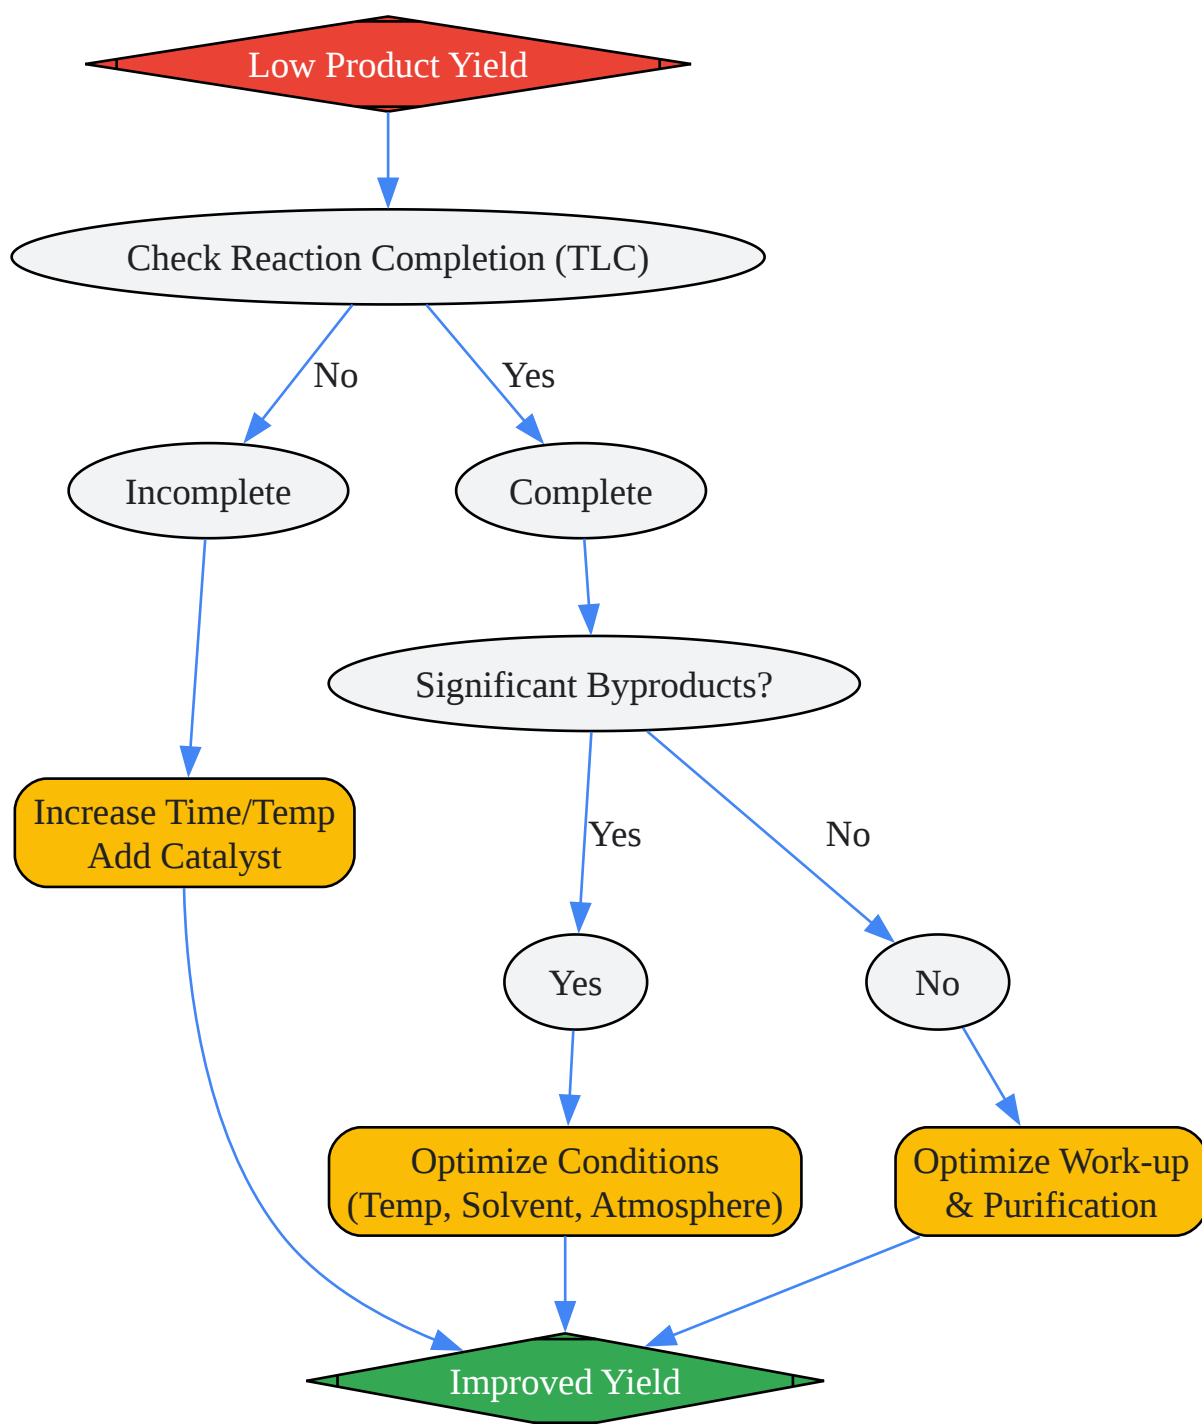 Low Product Yield
Check Reaction Completion (TLC)
No
Yes
Incomplete
Complete
Significant Byproducts?
Increase Time/Temp
Add Catalyst
Yes
No
Yes
No
Optimize Conditions
(Temp, Solvent, Atmosphere)
Optimize Work-up
& Purification
Improved Yield